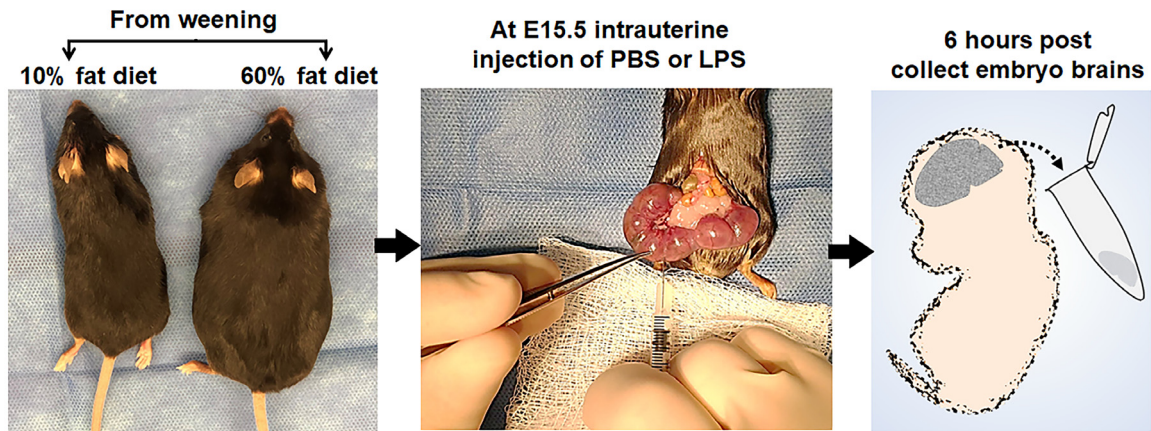 From weening
10% fat diet
60% fat diet
At E15.5 intrauterine
injection of PBS or LPS
6 hours post
collect embryo brains